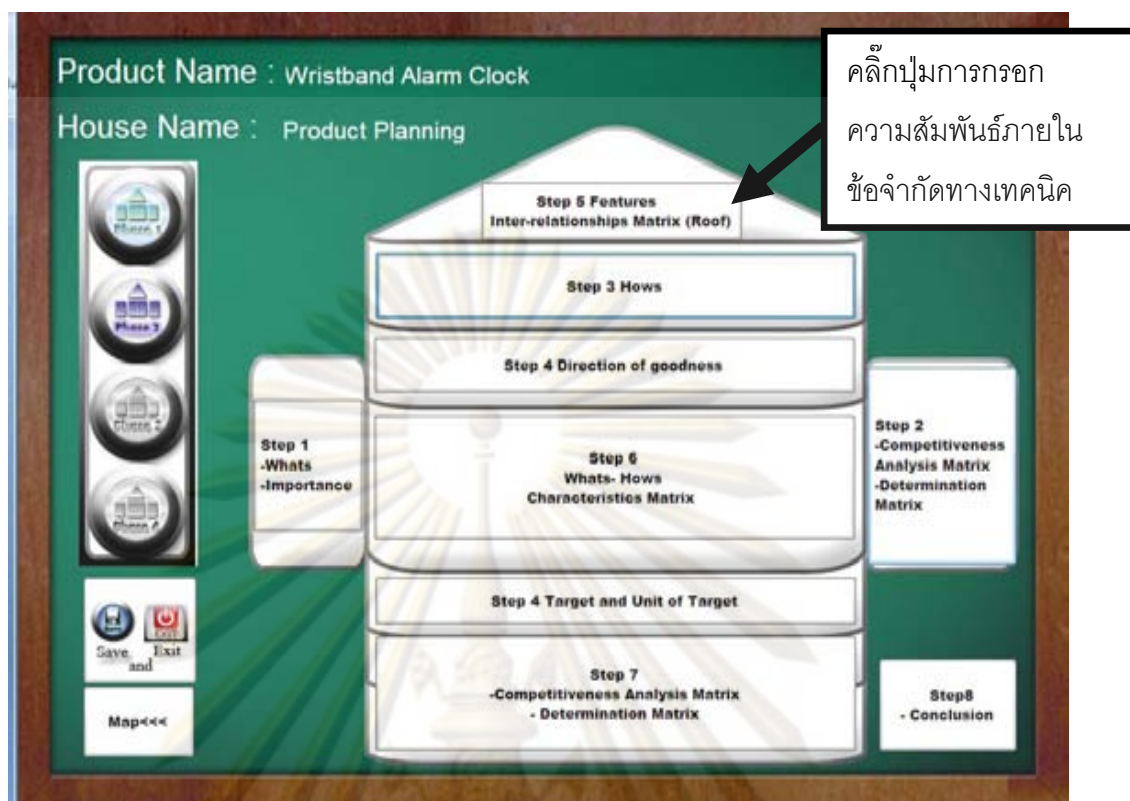 Product Name : Wristband Alarm Clock
House Name : Product Planning
คลิ๊กปุ่มการกรอก
ความสัมพันธ์ภายใน
ข้อจำกัดทางเทคนิค
Step 5 Features
Inter-relationships Matrix (Roof)
Step 3 Hows
Step 4 Direction of goodness
Step 1
-Whats
-Importance
Step 6
Whats- Hows
Characteristics Matrix
Step 2
-Competitiveness
Analysis Matrix
-Determination
Matrix
Step 4 Target and Unit of Target
Step 7
-Competitiveness Analysis Matrix
- Determination Matrix
Step8
- Conclusion
Phase 1
Phase 4
Save and Exit
Map<<<